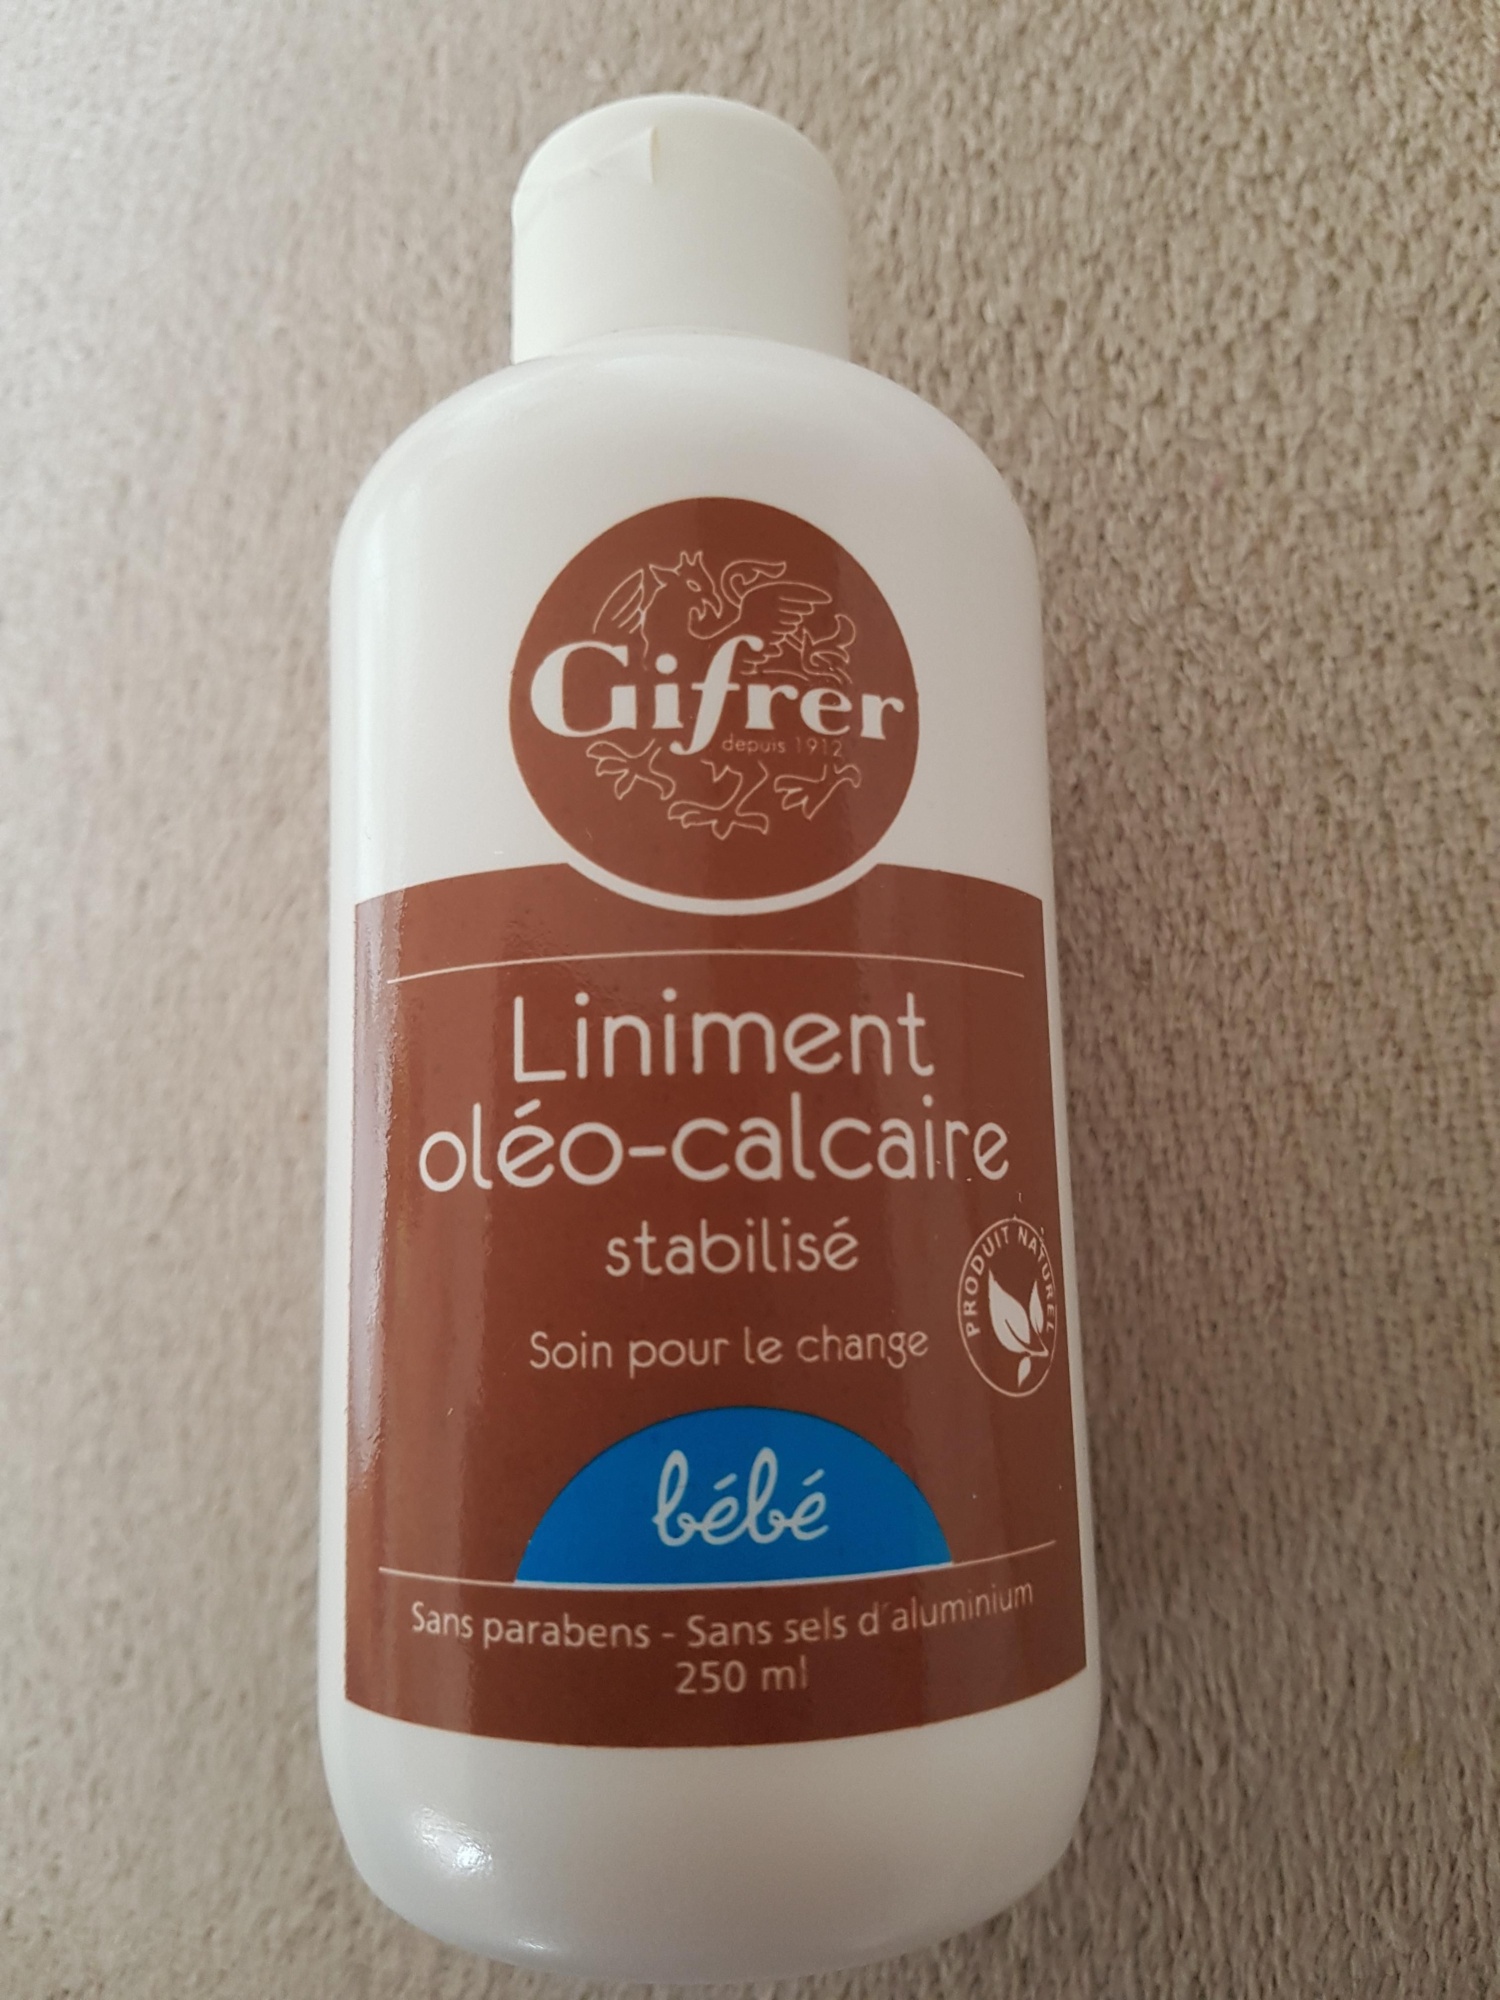 Gifrer
depuis 1912
Liniment
oléo-calcaire
stabilisé
PRODUIT NATUREL
Soin pour le change
bébé
Sans parabens - Sans sels d'aluminium
250 ml